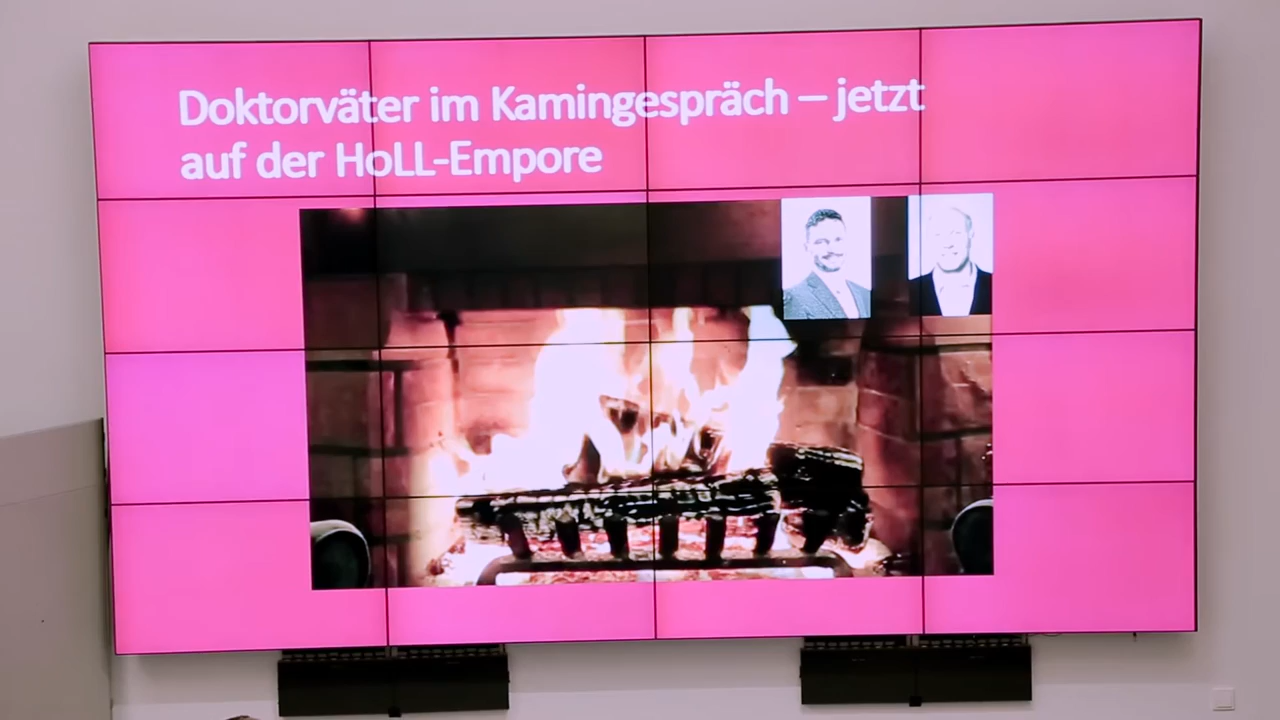 Doktorväter im Kamingespräch – jetzt
auf der HoLL-Empore